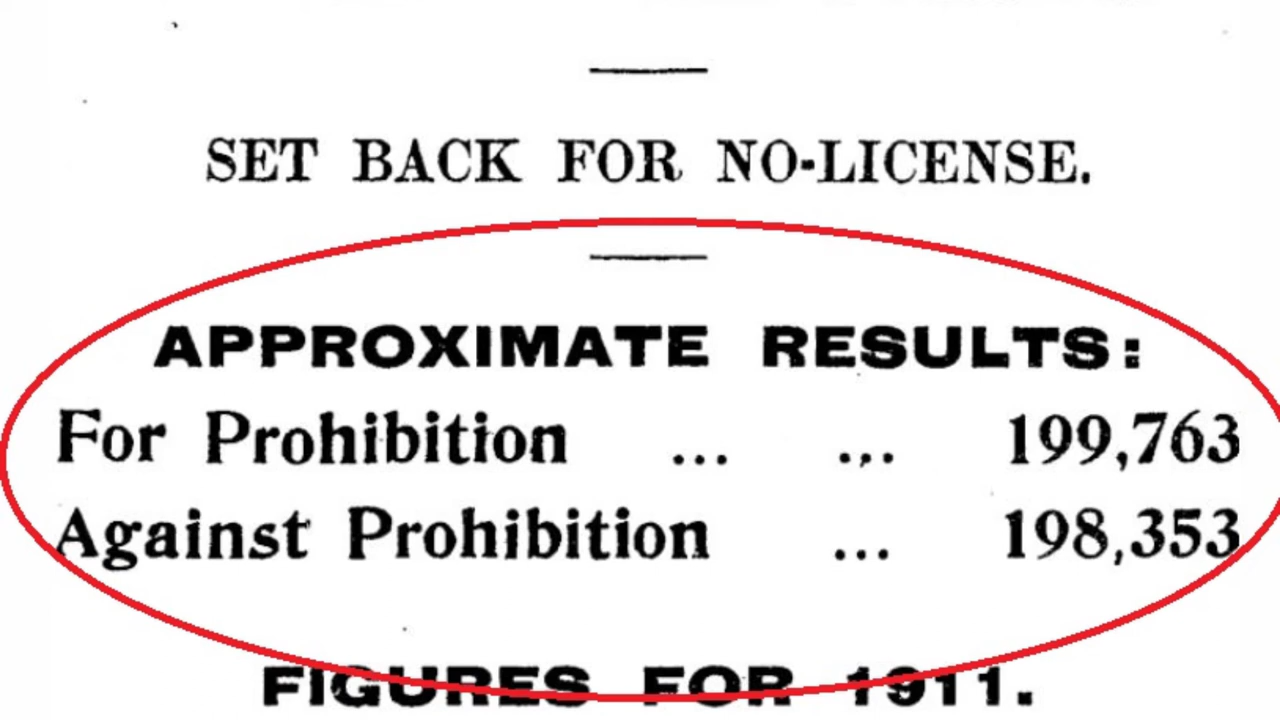 SET BACK FOR NO-LICENSE.
APPROXIMATE RESULTS:
For Prohibition ... ... 199,763
Against Prohibition ... 198,353
FIGURES FOR 1911.